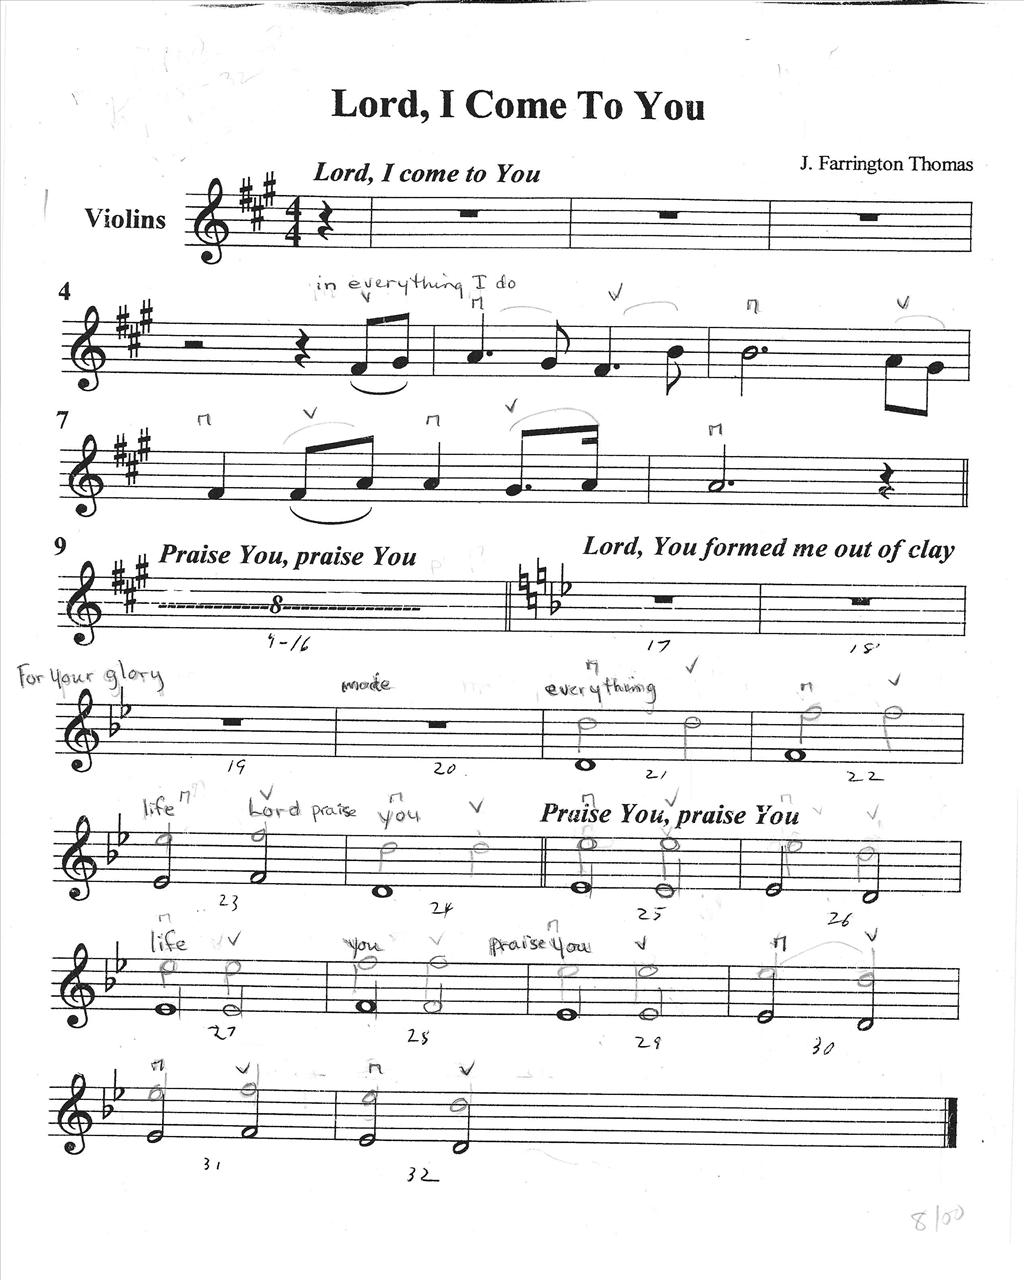 Lord, I Come To You
J. Farrington Thomas
Lord, I come to You
Violins
4
4
in everything I do
4
7
9
Praise You, praise You
Lord, You formed me out of clay
8
9-16
17
18
For Your glory
made
everything
19
20
21
22
life
Lord praise
you
Praise You, praise You
23
24
25
26
life
you
praise You
27
28
29
30
31
32
8/00